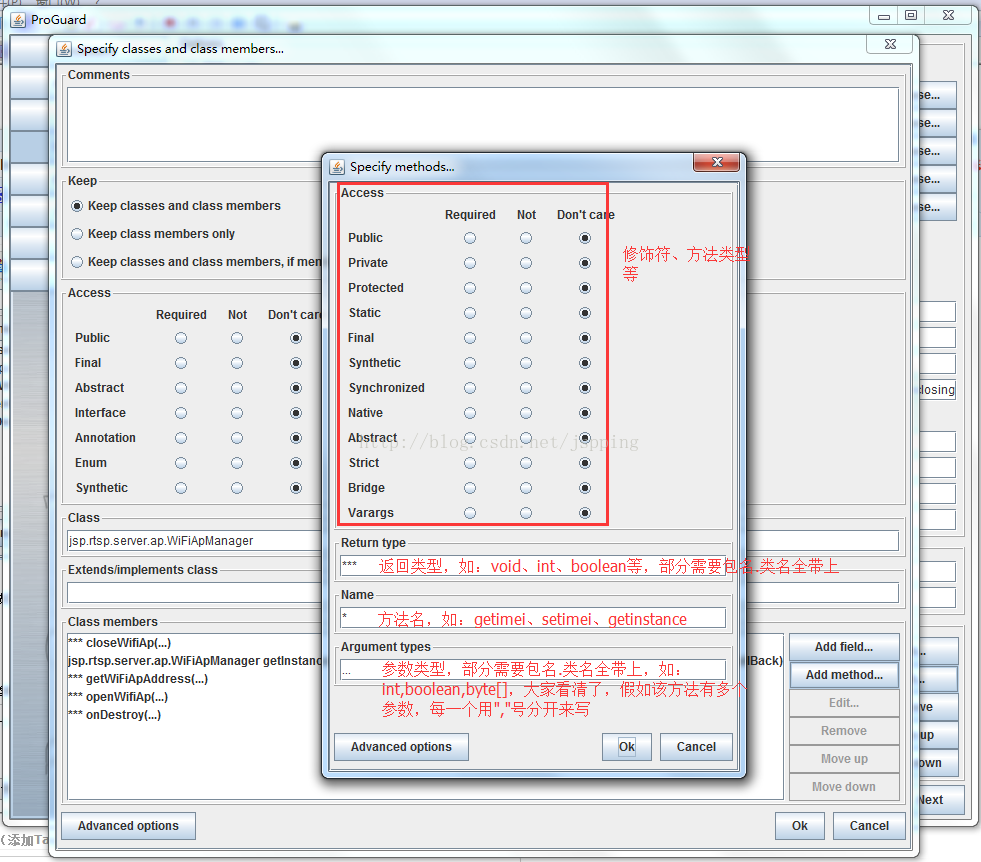 ProGuard
Specify classes and class members...
Comments
Keep
Keep classes and class members
Keep class members only
Keep classes and class members, if mem
Access
Required Not Don't care
Public
Final
Abstract
Interface
Annotation
Enum
Synthetic
Class
jsp.rtsp.server.ap.WiFiApManager
Extends/implements class
Class members
*** closeWifiAp(...)
jsp.rtsp.server.ap.WiFiApManager getInstanc
lBack)
*** getWiFiApAddress(...)
*** openWifiAp(...)
*** onDestroy(...)
Add field...
Add method...
Edit...
Remove
Move up
Move down
Advanced options
Ok
Cancel
Specify methods...
Access
Required Not Don't care
Public
Private
Protected
Static
Final
Synthetic
Synchronized
Native
Abstract
Strict
Bridge
Varargs
修饰符、方法类型
等
http://blog.csdn.net/jspping
Return type
*** 返回类型，如：void、int、boolean等，部分需要包名.类名全带上
Name
* 方法名，如：getimei、setimei、getinstance
Argument types
... 参数类型，部分需要包名.类名全带上，如：
int,boolean,byte[]，大家看清了，假如该方法有多个
参数，每一个用","号分开来写
Advanced options
Ok
Cancel
se...
se...
se...
se...
se...
losing
...
...
ve
up
own
Next
(添加Ta